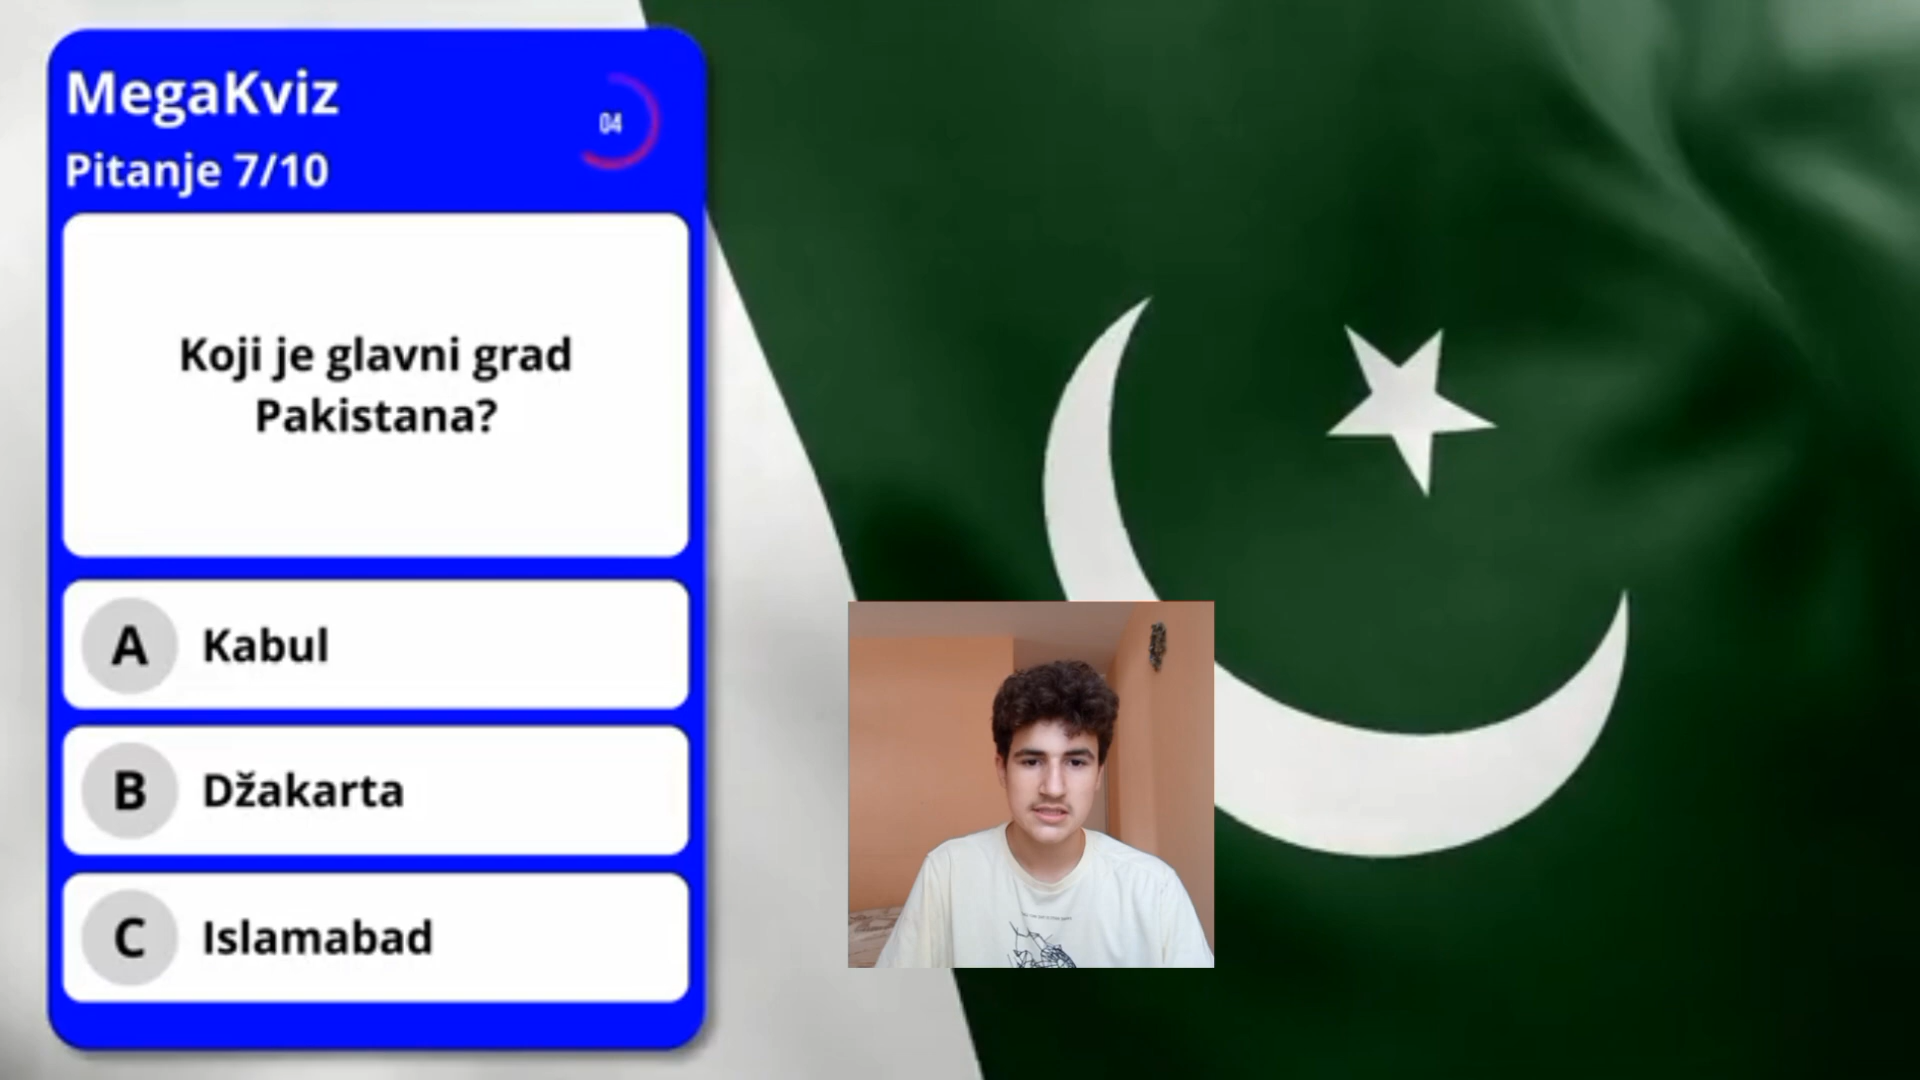 MegaKviz
04
Pitanje 7/10
Koji je glavni grad
Pakistana?
A Kabul
B Džakarta
C Islamabad